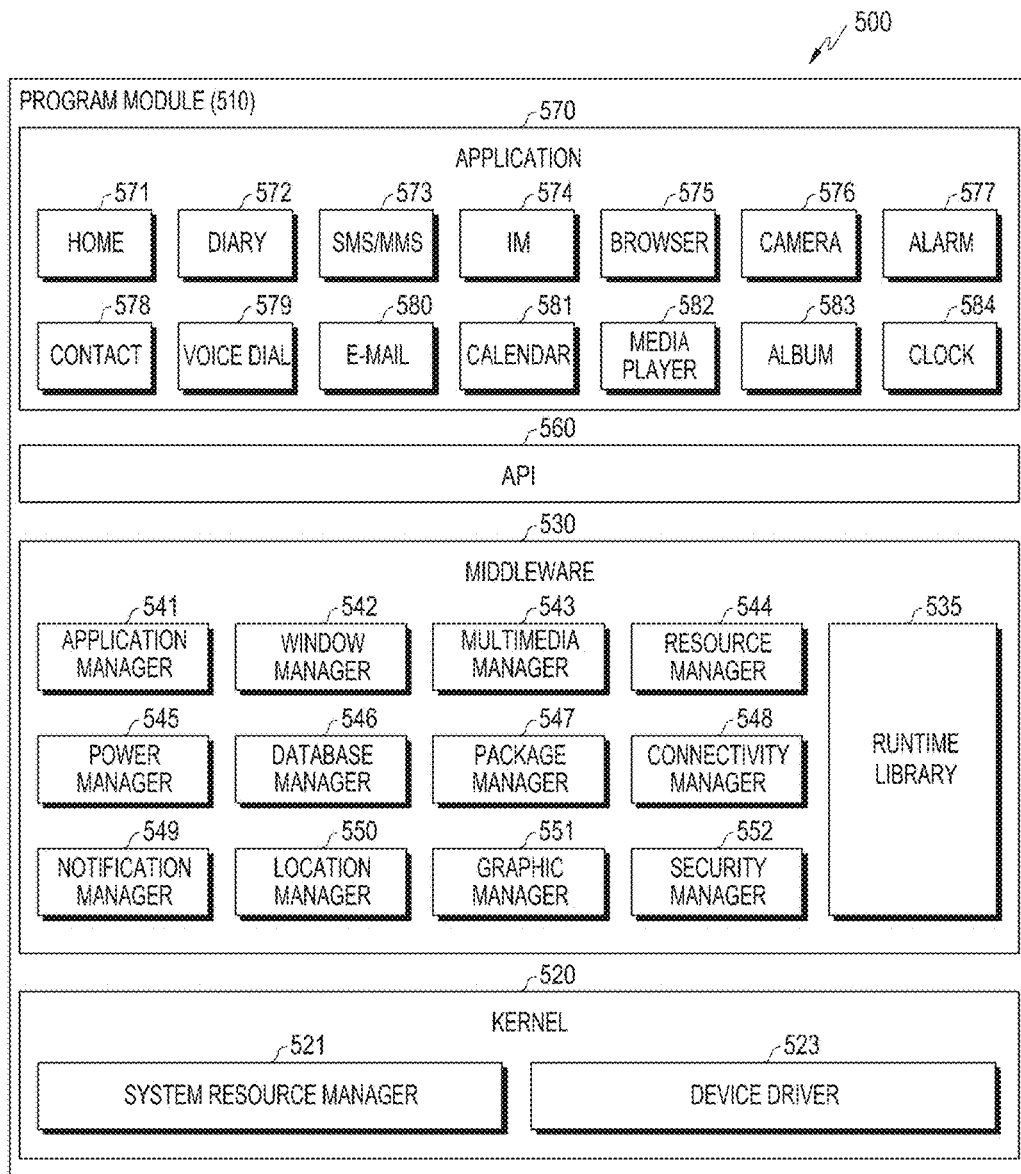 500
PROGRAM MODULE (510)
570
APPLICATION
571 572 573 574 575 576 577
HOME DIARY SMS/MMS IM BROWSER CAMERA ALARM
578 579 580 581 582 583 584
CONTACT VOICE DIAL E-MAIL CALENDAR MEDIA PLAYER ALBUM CLOCK
560
API
530
MIDDLEWARE
541 542 543 544 535
APPLICATION MANAGER WINDOW MANAGER MULTIMEDIA MANAGER RESOURCE MANAGER
545 546 547 548
POWER MANAGER DATABASE MANAGER PACKAGE MANAGER CONNECTIVITY MANAGER RUNTIME LIBRARY
549 550 551 552
NOTIFICATION MANAGER LOCATION MANAGER GRAPHIC MANAGER SECURITY MANAGER
520
KERNEL
521 523
SYSTEM RESOURCE MANAGER DEVICE DRIVER